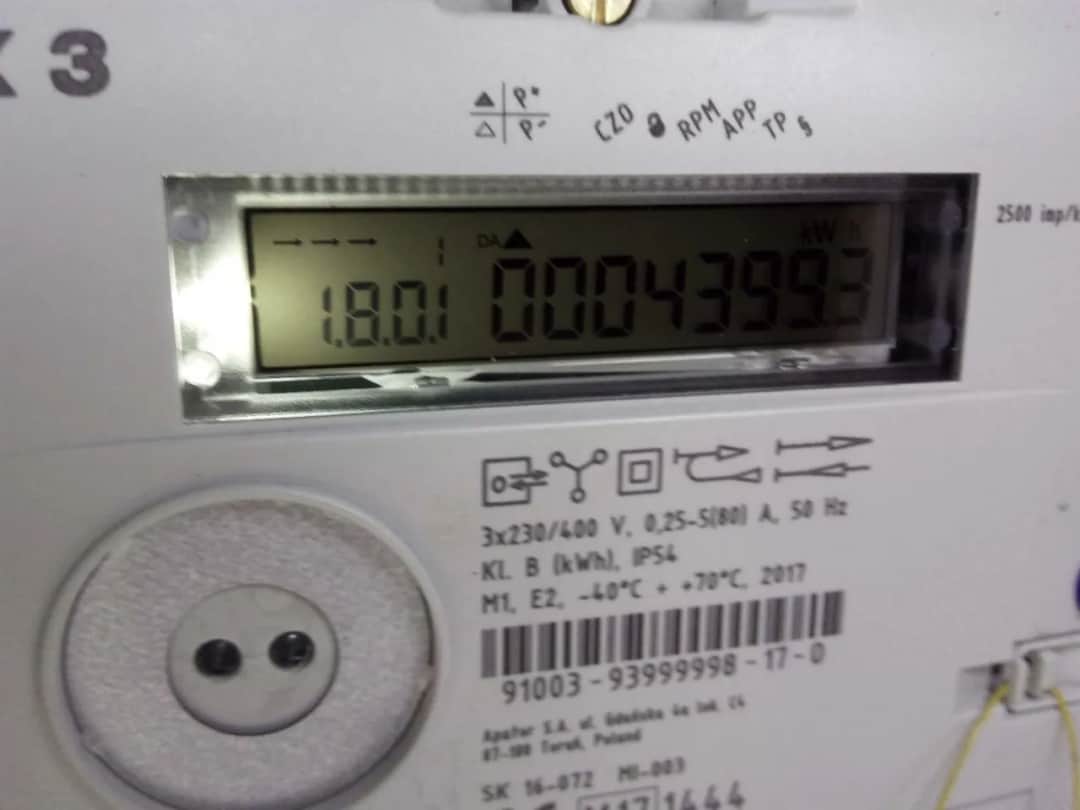 K 3
P+
P-
CZO RPM APP TP §
2500 imp/k
1
DA kWh
1.8.0.1 00043993
3x230/400 V, 0,25-5(80) A, 50 Hz
KL. B (kWh), IP54
M1, E2, -40°C ÷ +70°C, 2017
91003-93999998-17-0
Apator S.A. ul. Gdańska 4a lok. C4
87-100 Toruń, Poland
SK 16-072 MI-003
M17 1444